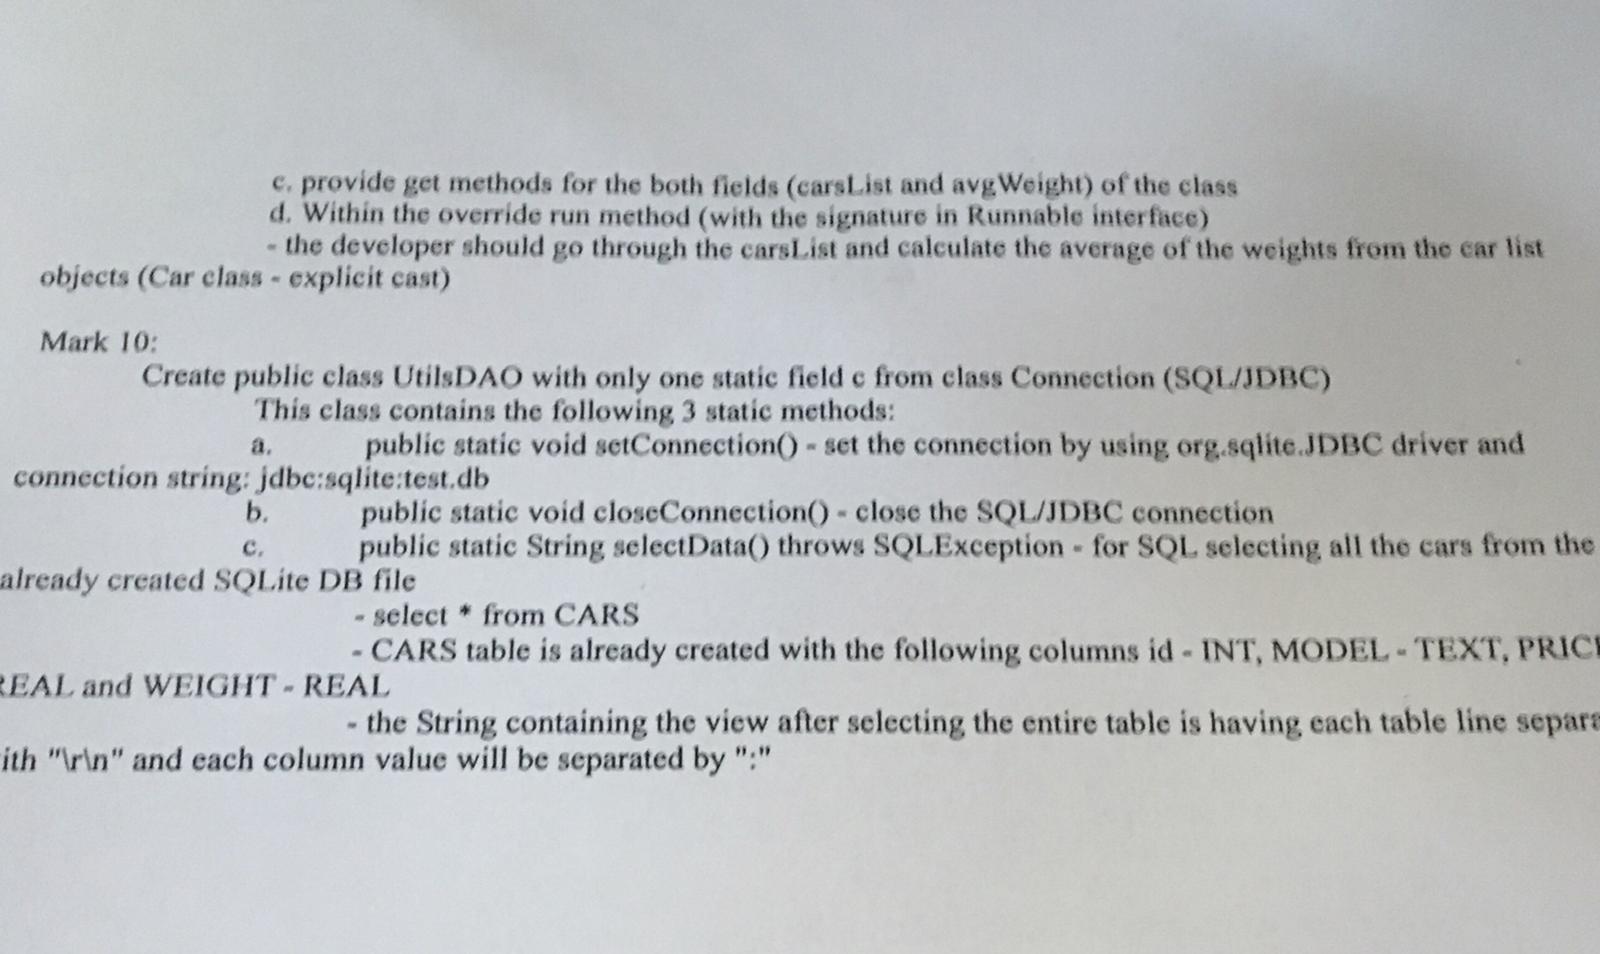 c. provide get methods for the both fields (carsList and avgWeight) of the class
d. Within the override run method (with the signature in Runnable interface)
- the developer should go through the carsList and calculate the average of the weights from the car list
objects (Car class - explicit cast)
Mark 10:
Create public class UtilsDAO with only one static field c from class Connection (SQL/JDBC)
This class contains the following 3 static methods:
a. public static void setConnection() - set the connection by using org.sqlite.JDBC driver and
connection string: jdbc:sqlite:test.db
b. public static void closeConnection() - close the SQL/JDBC connection
c. public static String selectData() throws SQLException - for SQL selecting all the cars from the
already created SQLite DB file
- select * from CARS
- CARS table is already created with the following columns id - INT, MODEL - TEXT, PRIC
REAL and WEIGHT - REAL
- the String containing the view after selecting the entire table is having each table line separa
ith "\r\n" and each column value will be separated by ":"